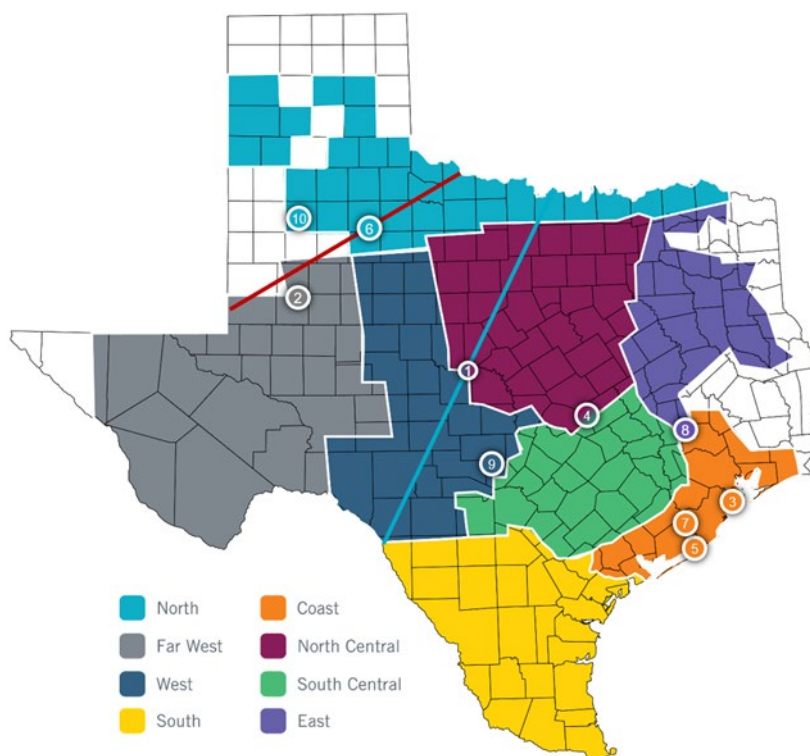 10
6
2
1
4
8
9
3
7
5
North
Coast
Far West
North Central
West
South Central
South
East